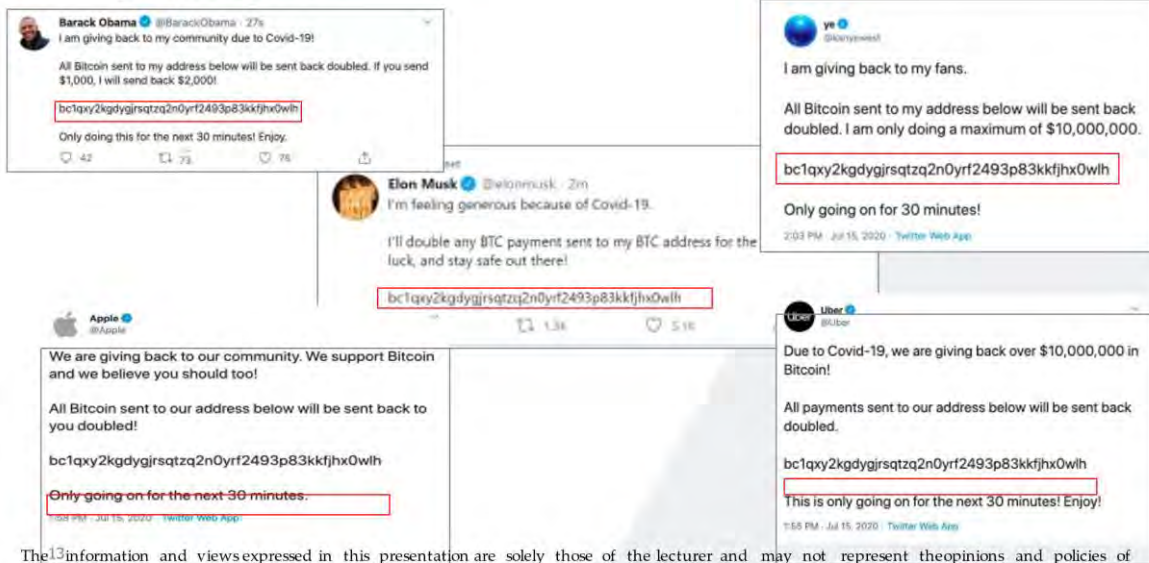 Barack Obama @BarackObama · 27s
I am giving back to my community due to Covid-19!
All Bitcoin sent to my address below will be sent back doubled. If you send
$1,000, I will send back $2,000!
bc1qxy2kgdygjrsqtzq2n0yrf2493p83kkfjhx0wlh
Only doing this for the next 30 minutes! Enjoy.
42 73 76
ye
@kanyewest
I am giving back to my fans.
All Bitcoin sent to my address below will be sent back
doubled. I am only doing a maximum of $10,000,000.
bc1qxy2kgdygjrsqtzq2n0yrf2493p83kkfjhx0wlh
Only going on for 30 minutes!
2:03 PM · Jul 15, 2020 · Twitter Web App
Elon Musk @elonmusk · 2m
I'm feeling generous because of Covid-19.
I'll double any BTC payment sent to my BTC address for the
luck, and stay safe out there!
bc1qxy2kgdygjrsqtzq2n0yrf2493p83kkfjhx0wlh
1.3K 5.1K
Apple
@Apple
We are giving back to our community. We support Bitcoin
and we believe you should too!
All Bitcoin sent to our address below will be sent back to
you doubled!
bc1qxy2kgdygjrsqtzq2n0yrf2493p83kkfjhx0wlh
Only going on for the next 30 minutes.
1:58 PM · Jul 15, 2020 · Twitter Web App
Uber
Uber
@Uber
Due to Covid-19, we are giving back over $10,000,000 in
Bitcoin!
All payments sent to our address below will be sent back
doubled.
bc1qxy2kgdygjrsqtzq2n0yrf2493p83kkfjhx0wlh
This is only going on for the next 30 minutes! Enjoy!
1:55 PM · Jul 15, 2020 · Twitter Web App
The 13 information and views expressed in this presentation are solely those of the lecturer and may not represent theopinions and policies of